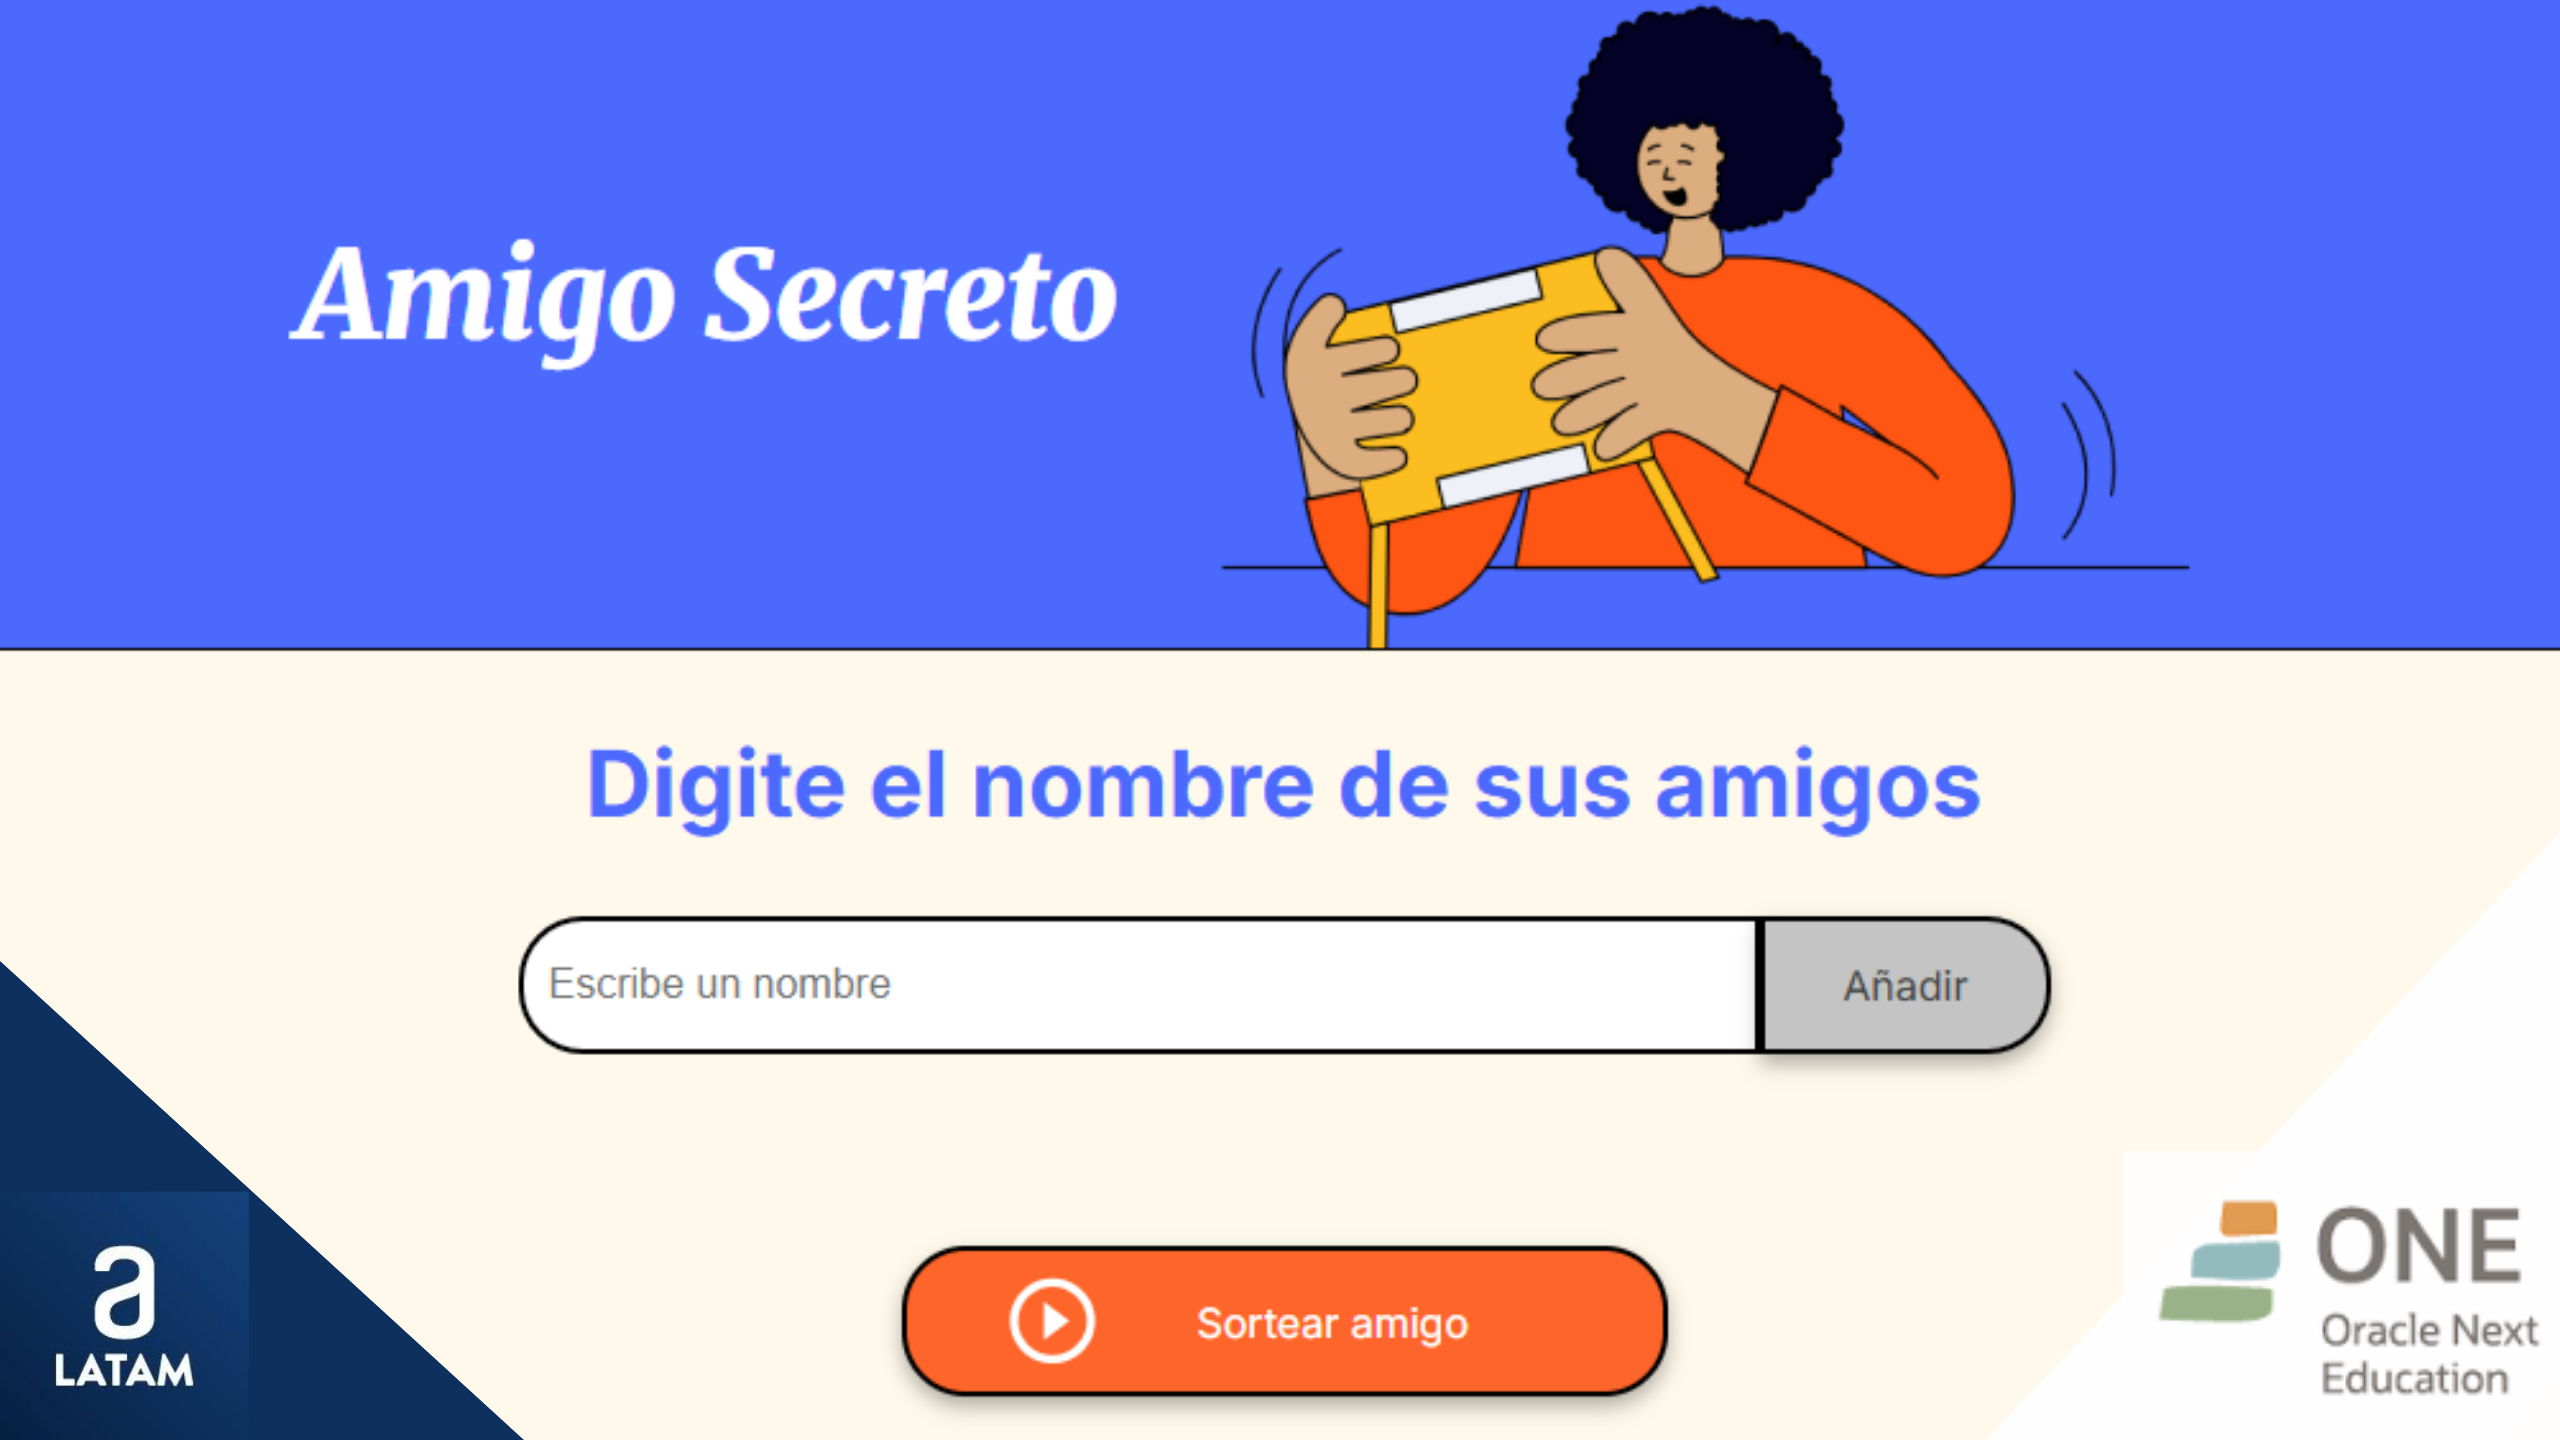 Amigo Secreto
Digite el nombre de sus amigos
Escribe un nombre
Añadir
Sortear amigo
a
LATAM
ONE
Oracle Next
Education